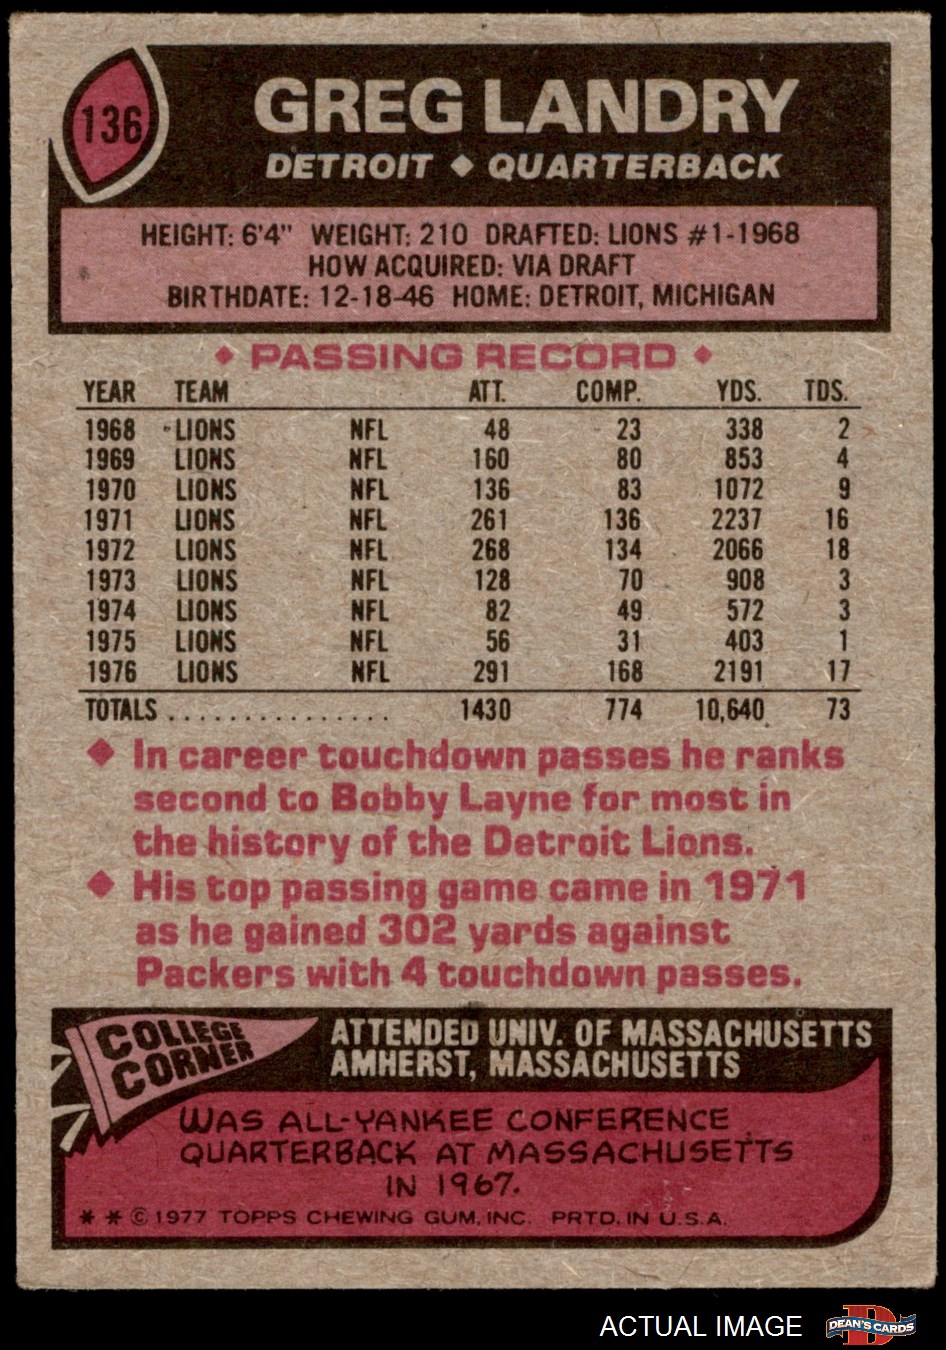 136
GREG LANDRY
DETROIT ♦ QUARTERBACK
HEIGHT: 6'4" WEIGHT: 210 DRAFTED: LIONS #1-1968
HOW ACQUIRED: VIA DRAFT
BIRTHDATE: 12-18-46 HOME: DETROIT, MICHIGAN
♦ PASSING RECORD ♦
YEAR TEAM ATT. COMP. YDS. TDS.
1968 LIONS NFL 48 23 338 2
1969 LIONS NFL 160 80 853 4
1970 LIONS NFL 136 83 1072 9
1971 LIONS NFL 261 136 2237 16
1972 LIONS NFL 268 134 2066 18
1973 LIONS NFL 128 70 908 3
1974 LIONS NFL 82 49 572 3
1975 LIONS NFL 56 31 403 1
1976 LIONS NFL 291 168 2191 17
TOTALS . . . . . . . . . . . . . . . 1430 774 10,640 73
♦ In career touchdown passes he ranks
second to Bobby Layne for most in
the history of the Detroit Lions.
♦ His top passing game came in 1971
as he gained 302 yards against
Packers with 4 touchdown passes.
COLLEGE
CORNER
ATTENDED UNIV. OF MASSACHUSETTS
AMHERST, MASSACHUSETTS
WAS ALL-YANKEE CONFERENCE
QUARTERBACK AT MASSACHUSETTS
IN 1967.
* * © 1977 TOPPS CHEWING GUM, INC. PRTD. IN U.S.A.
ACTUAL IMAGE
D
DEAN'S CARDS